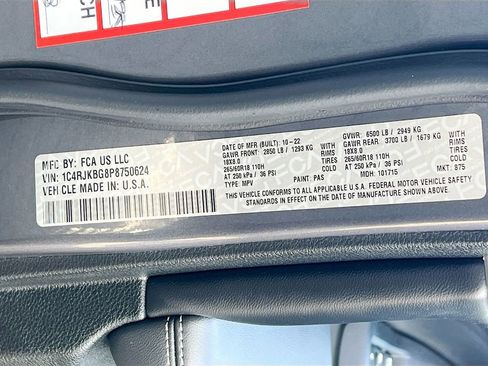 CH
E
MFG BY: FCA US LLC
VIN: 1C4RJKBG8P8750624
VEHICLE MADE IN U.S.A.
DATE OF MFR (BUILT): 10-22 GVWR: 6500 LB / 2949 KG
GAWR FRONT: 2850 LB / 1293 KG WITH GAWR REAR: 3700 LB / 1679 KG WITH
18X8.0 RIMS 18X8.0 RIMS
265/60R18 110H TIRES 265/60R18 110H TIRES
AT 250 kPa / 36 PSI COLD AT 250 kPa / 36 PSI COLD
TYPE: MPV PAINT: PAS MDH: 101715 MKT: 875
THIS VEHICLE CONFORMS TO ALL APPLICABLE FEDERAL MOTOR VEHICLE SAFETY
STANDARDS IN EFFECT ON THE DATE OF MANUFACTURE SHOWN ABOVE.